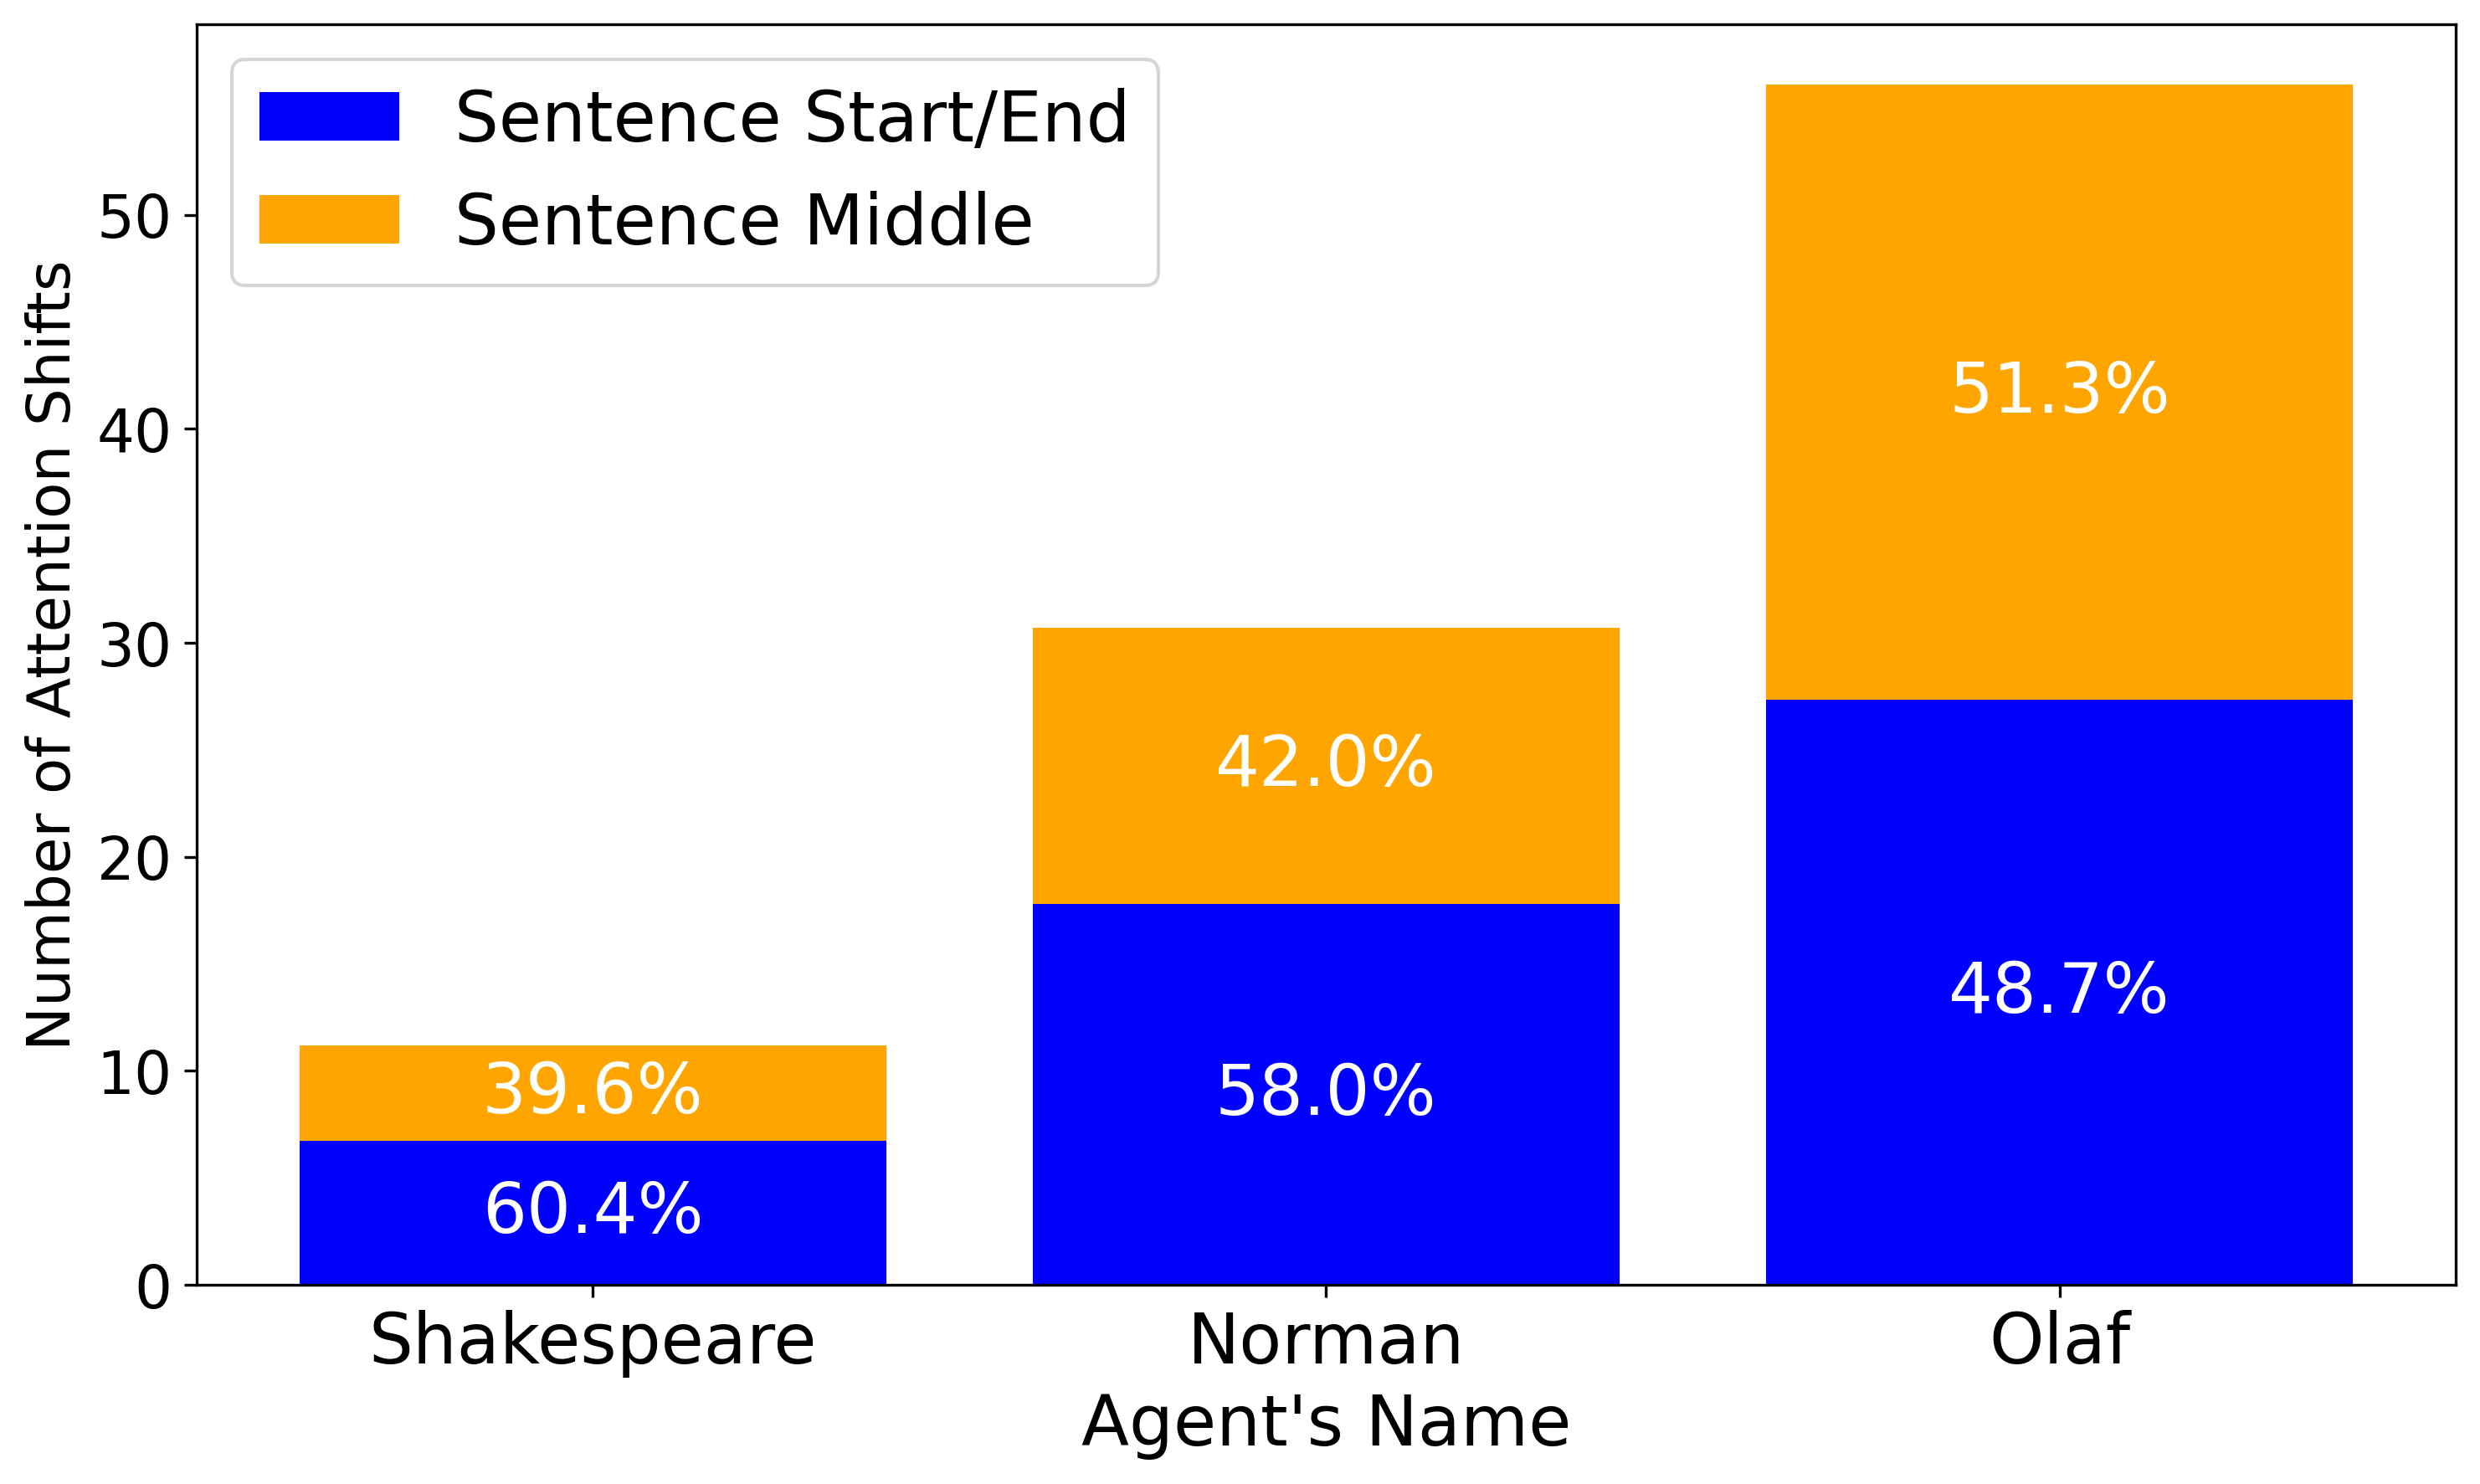 Sentence Start/End
Sentence Middle
Number of Attention Shifts
50
40
30
20
10
0
39.6%
60.4%
42.0%
58.0%
51.3%
48.7%
Shakespeare
Norman
Olaf
Agent's Name